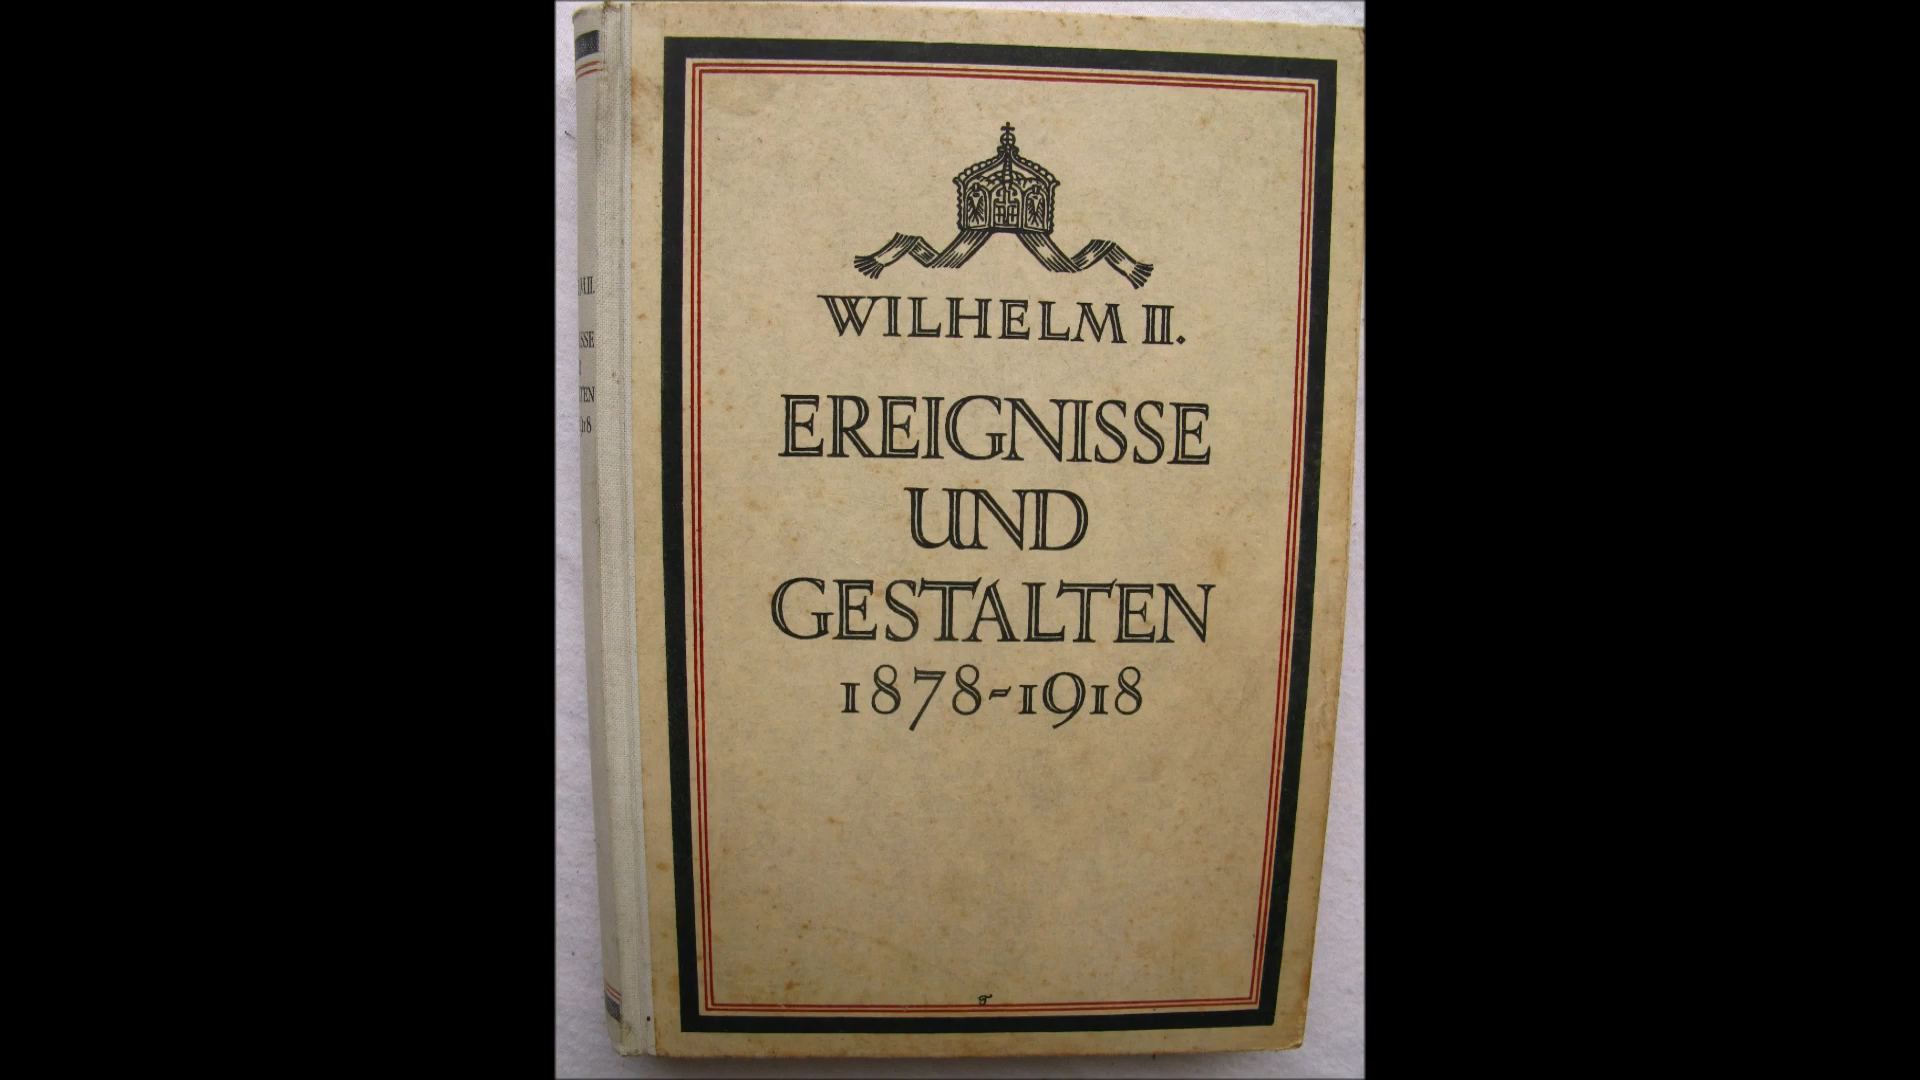 WILHELM II.
EREIGNISSE
UND
GESTALTEN
1878-1918